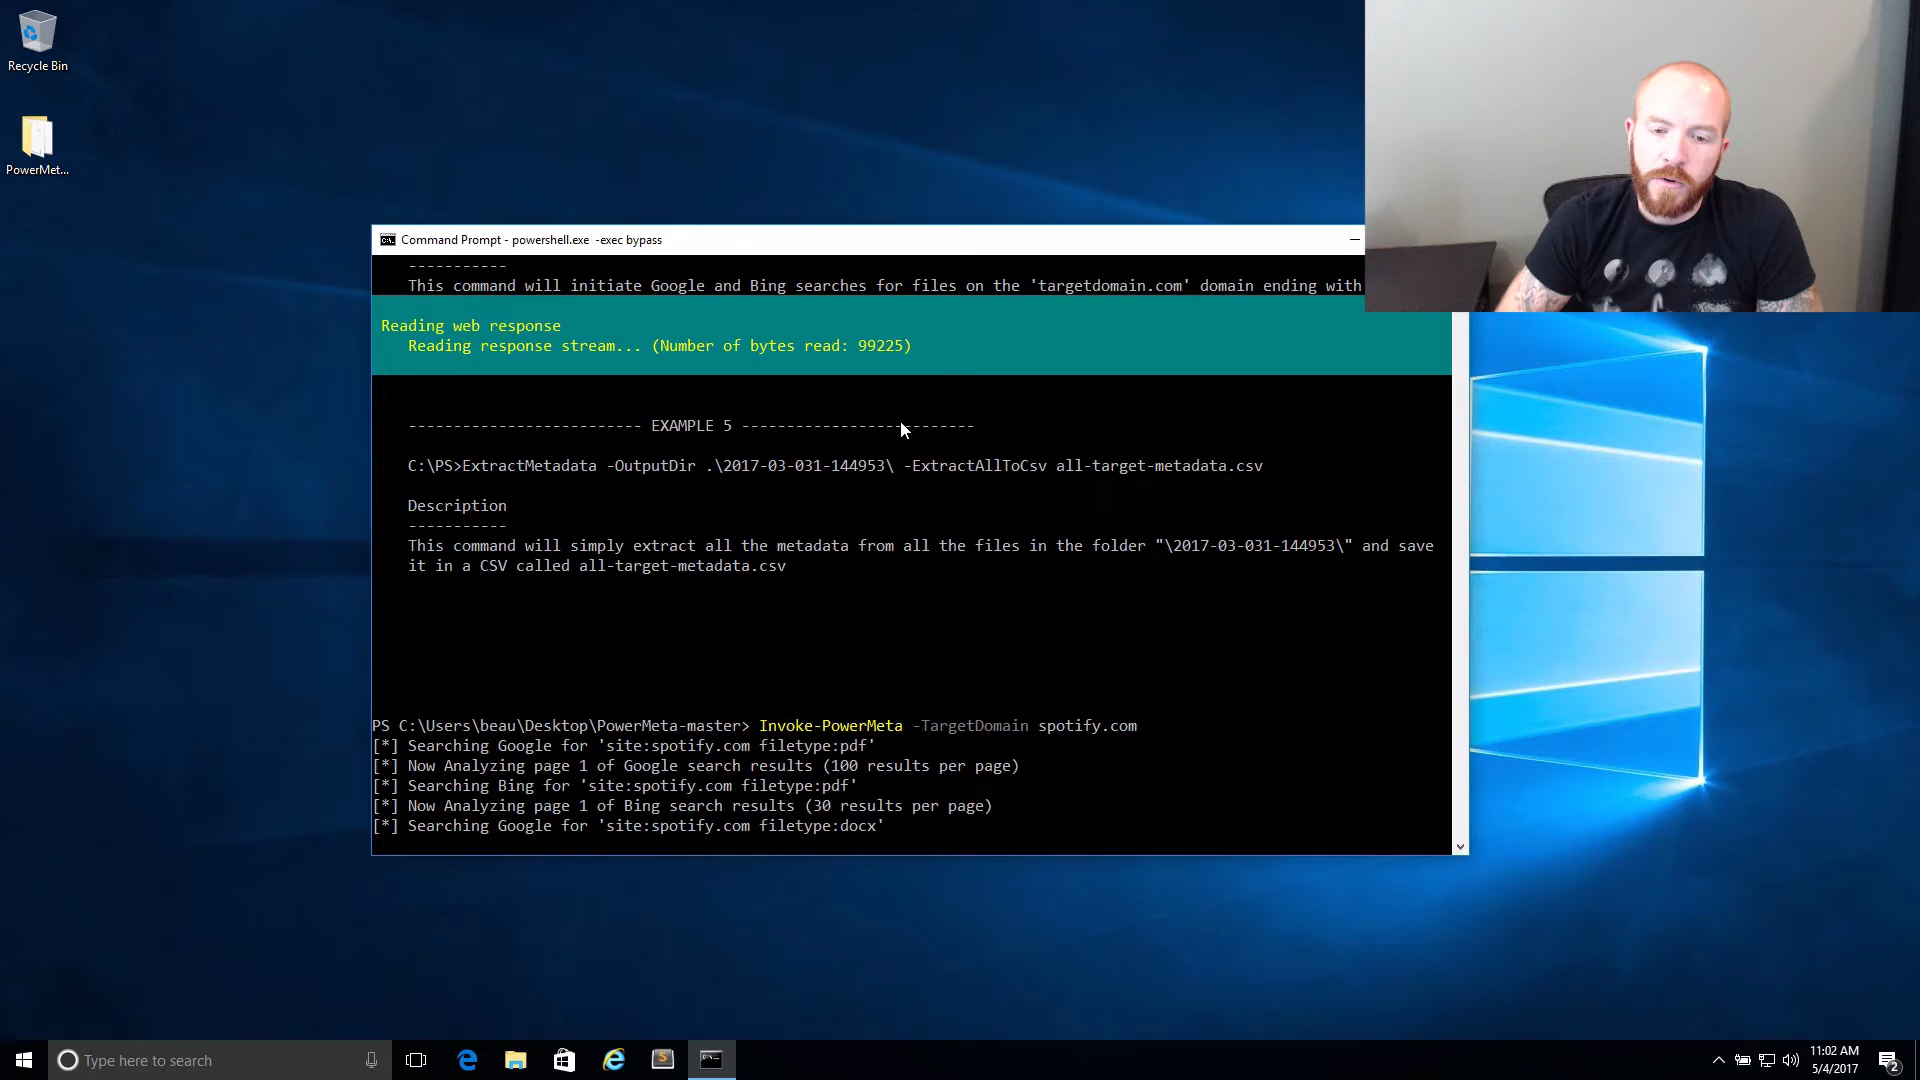 Recycle Bin
PowerMet...
Command Prompt - powershell.exe  -exec bypass
-----------
This command will initiate Google and Bing searches for files on the 'targetdomain.com' domain ending with
Reading web response
Reading response stream... (Number of bytes read: 99225)
-------------------------- EXAMPLE 5 --------------------------
C:\PS>ExtractMetadata -OutputDir .\2017-03-031-144953\ -ExtractAllToCsv all-target-metadata.csv
Description
-----------
This command will simply extract all the metadata from all the files in the folder "\2017-03-031-144953\" and save
it in a CSV called all-target-metadata.csv
PS C:\Users\beau\Desktop\PowerMeta-master> Invoke-PowerMeta -TargetDomain spotify.com
[*] Searching Google for 'site:spotify.com filetype:pdf'
[*] Now Analyzing page 1 of Google search results (100 results per page)
[*] Searching Bing for 'site:spotify.com filetype:pdf'
[*] Now Analyzing page 1 of Bing search results (30 results per page)
[*] Searching Google for 'site:spotify.com filetype:docx'
Type here to search
11:02 AM
5/4/2017
2